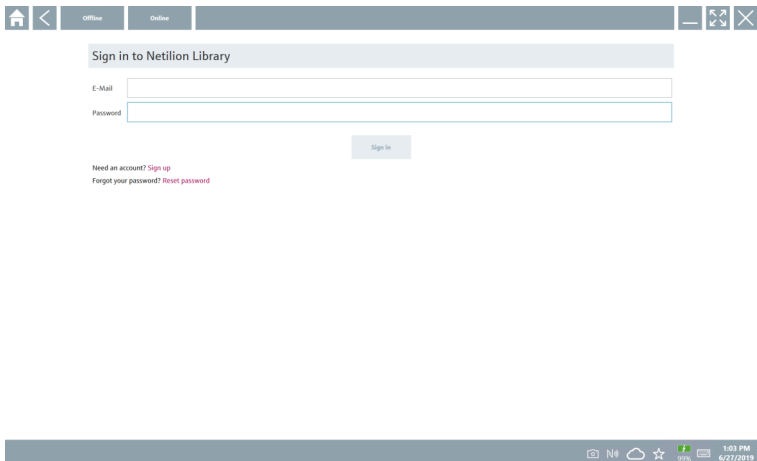 Offline Online
Sign in to Netilion Library
E-Mail
Password
Sign In
Need an account? Sign up
Forgot your password? Reset password
99%
1:03 PM
6/27/2019